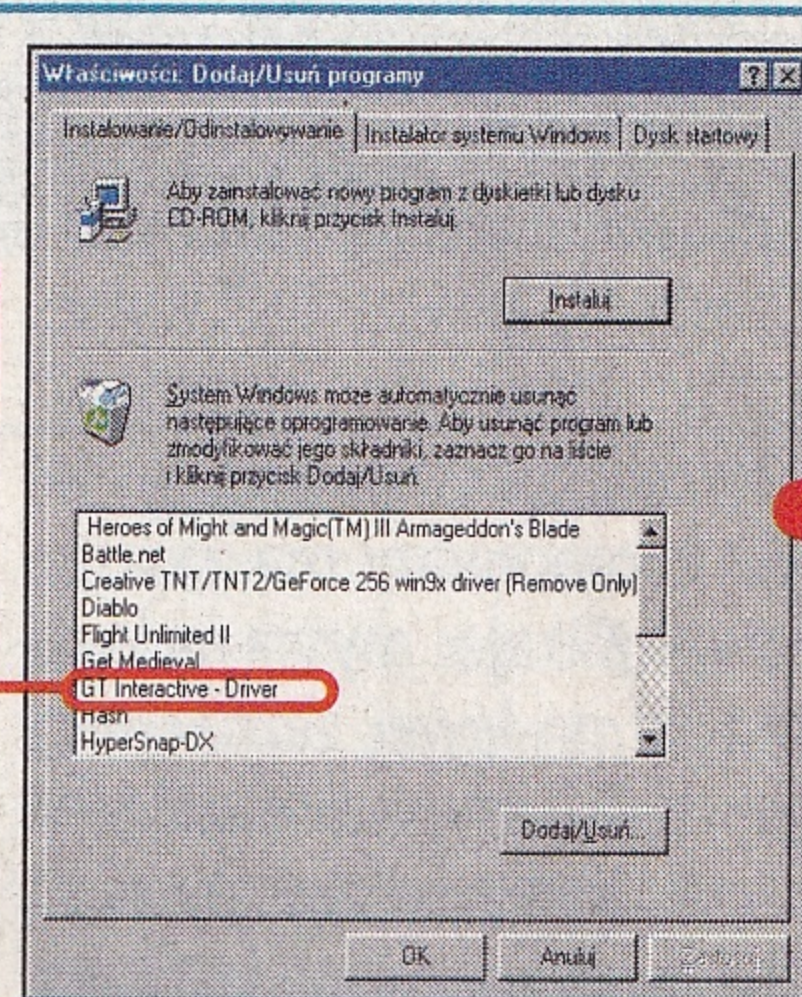 Właściwości: Dodaj/Usuń programy
Instalowanie/Odinstalowywanie
Instalator systemu Windows
Dysk startowy
Aby zainstalować nowy program z dyskietki lub dysku
CD-ROM, kliknij przycisk Instaluj.
Instaluj
System Windows może automatycznie usunąć
następujące oprogramowanie. Aby usunąć program lub
zmodyfikować jego składniki, zaznacz go na liście
i kliknij przycisk Dodaj/Usuń.
Heroes of Might and Magic(TM) III Armageddon's Blade
Battle.net
Creative TNT/TNT2/GeForce 256 win9x driver (Remove Only)
Diablo
Flight Unlimited II
Get Medieval
GT Interactive - Driver
Hash
HyperSnap-DX
Dodaj/Usuń...
OK
Anuluj
Zastosuj